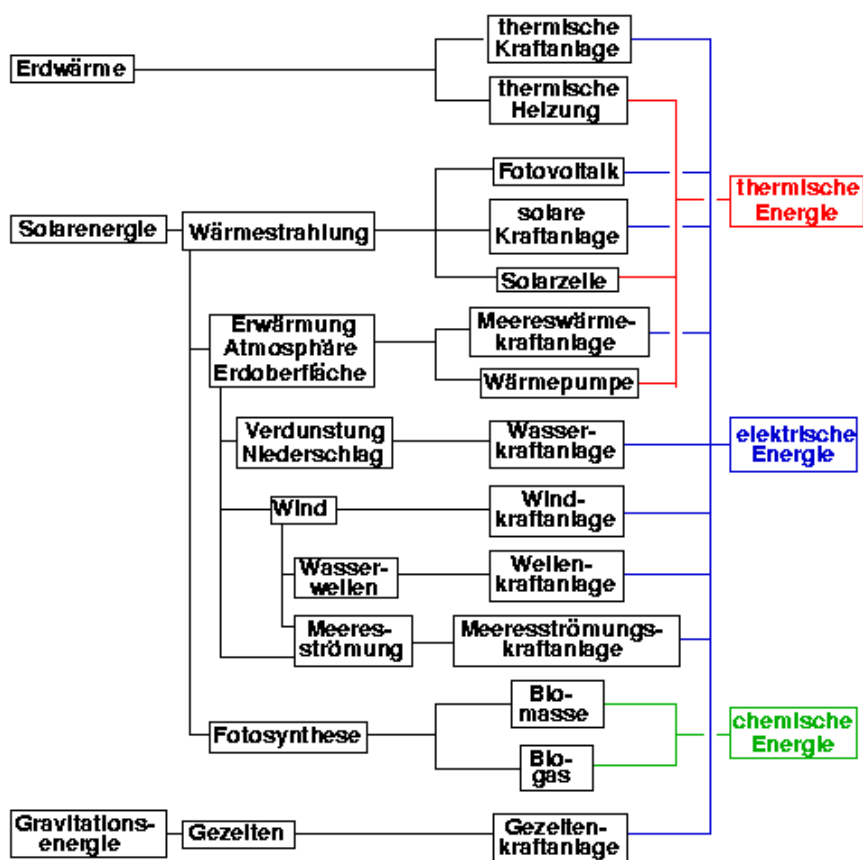 thermische
Kraftanlage
Erdwärme
thermische
Heizung
Fotovoltaik
thermische
Energie
solare
Kraftanlage
Solarenergie
Wärmestrahlung
Solarzelle
Erwärmung
Atmosphäre
Erdoberfläche
Meereswärme-
kraftanlage
Wärmepumpe
Verdunstung
Niederschlag
Wasser-
kraftanlage
elektrische
Energie
Wind
Wind-
kraftanlage
Wasser-
wellen
Wellen-
kraftanlage
Meeres-
strömung
Meeresströmungs-
kraftanlage
Bio-
masse
Fotosynthese
chemische
Energie
Bio-
gas
Gravitations-
energie
Gezeiten
Gezeiten-
kraftanlage